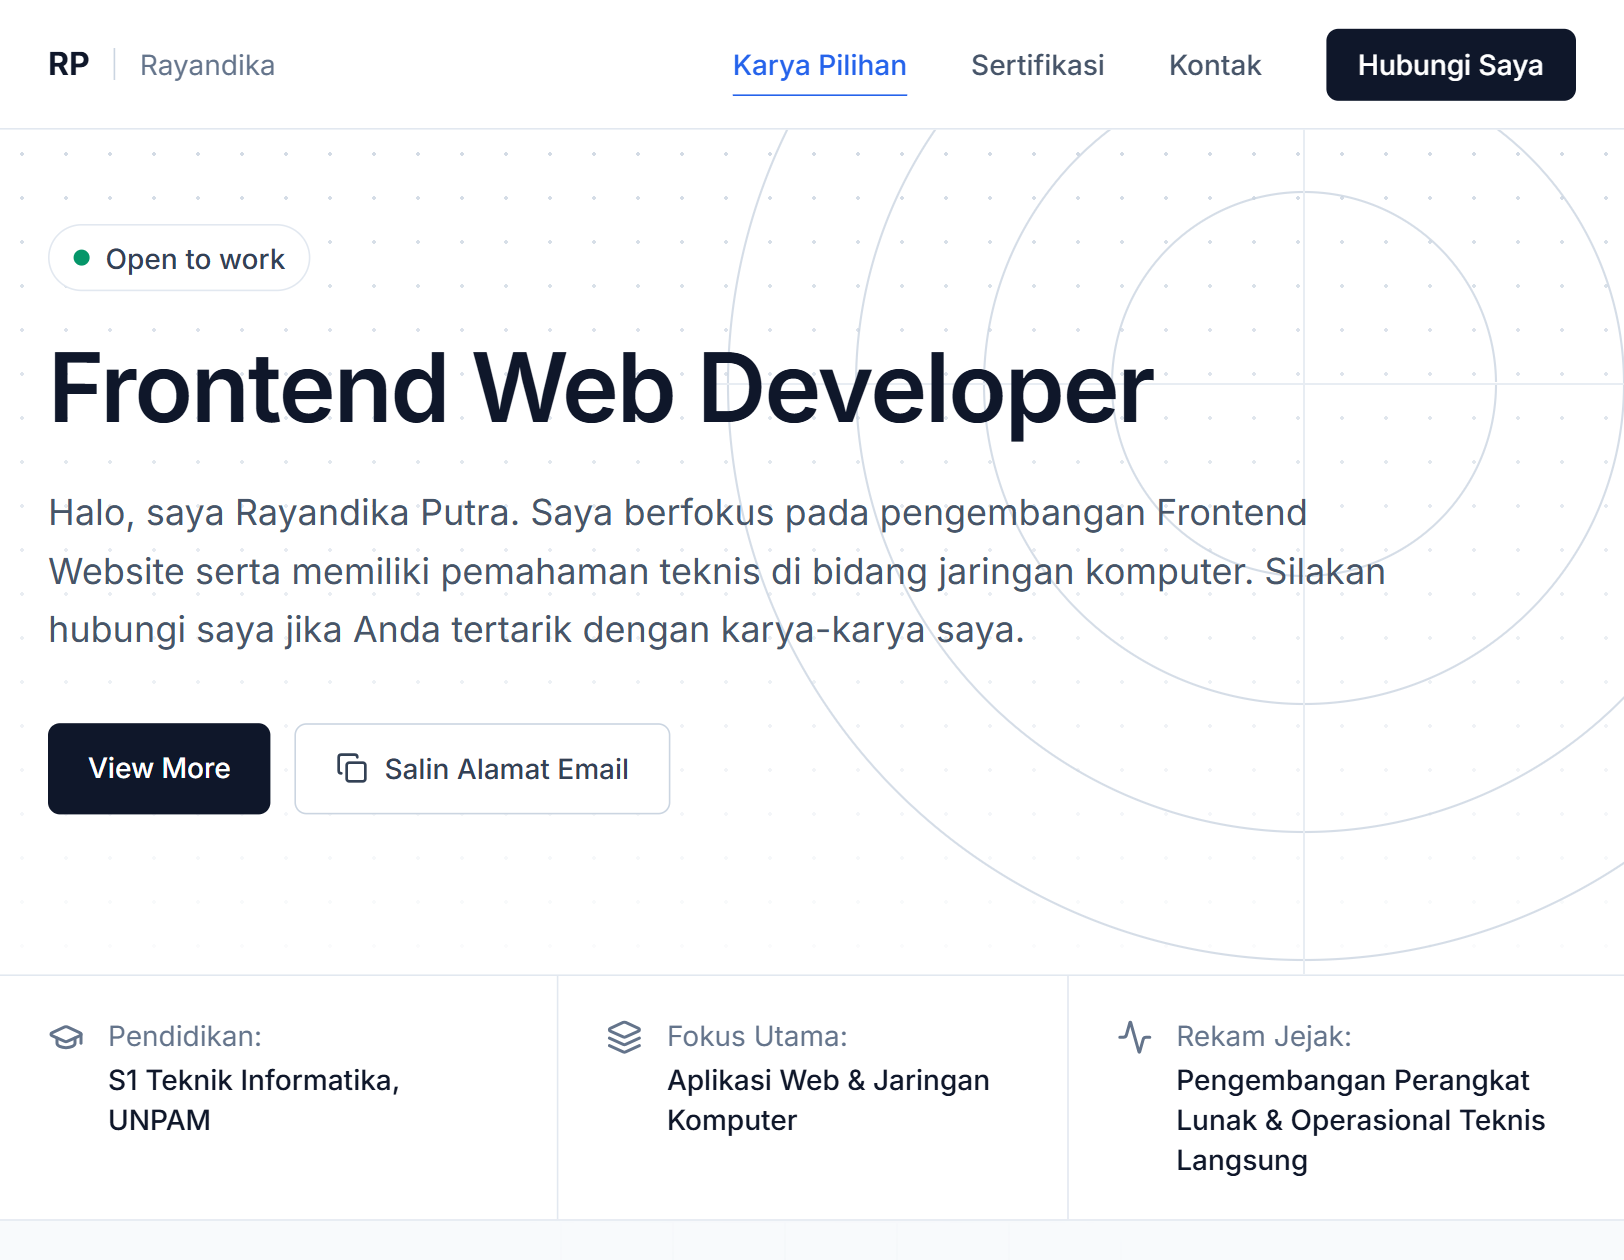 RP
Rayandika
Karya Pilihan
Sertifikasi
Kontak
Hubungi Saya
Open to work
Frontend Web Developer
Halo, saya Rayandika Putra. Saya berfokus pada pengembangan Frontend
Website serta memiliki pemahaman teknis di bidang jaringan komputer. Silakan
hubungi saya jika Anda tertarik dengan karya-karya saya.
View More
Salin Alamat Email
Pendidikan:
S1 Teknik Informatika,
UNPAM
Fokus Utama:
Aplikasi Web & Jaringan
Komputer
Rekam Jejak:
Pengembangan Perangkat
Lunak & Operasional Teknis
Langsung